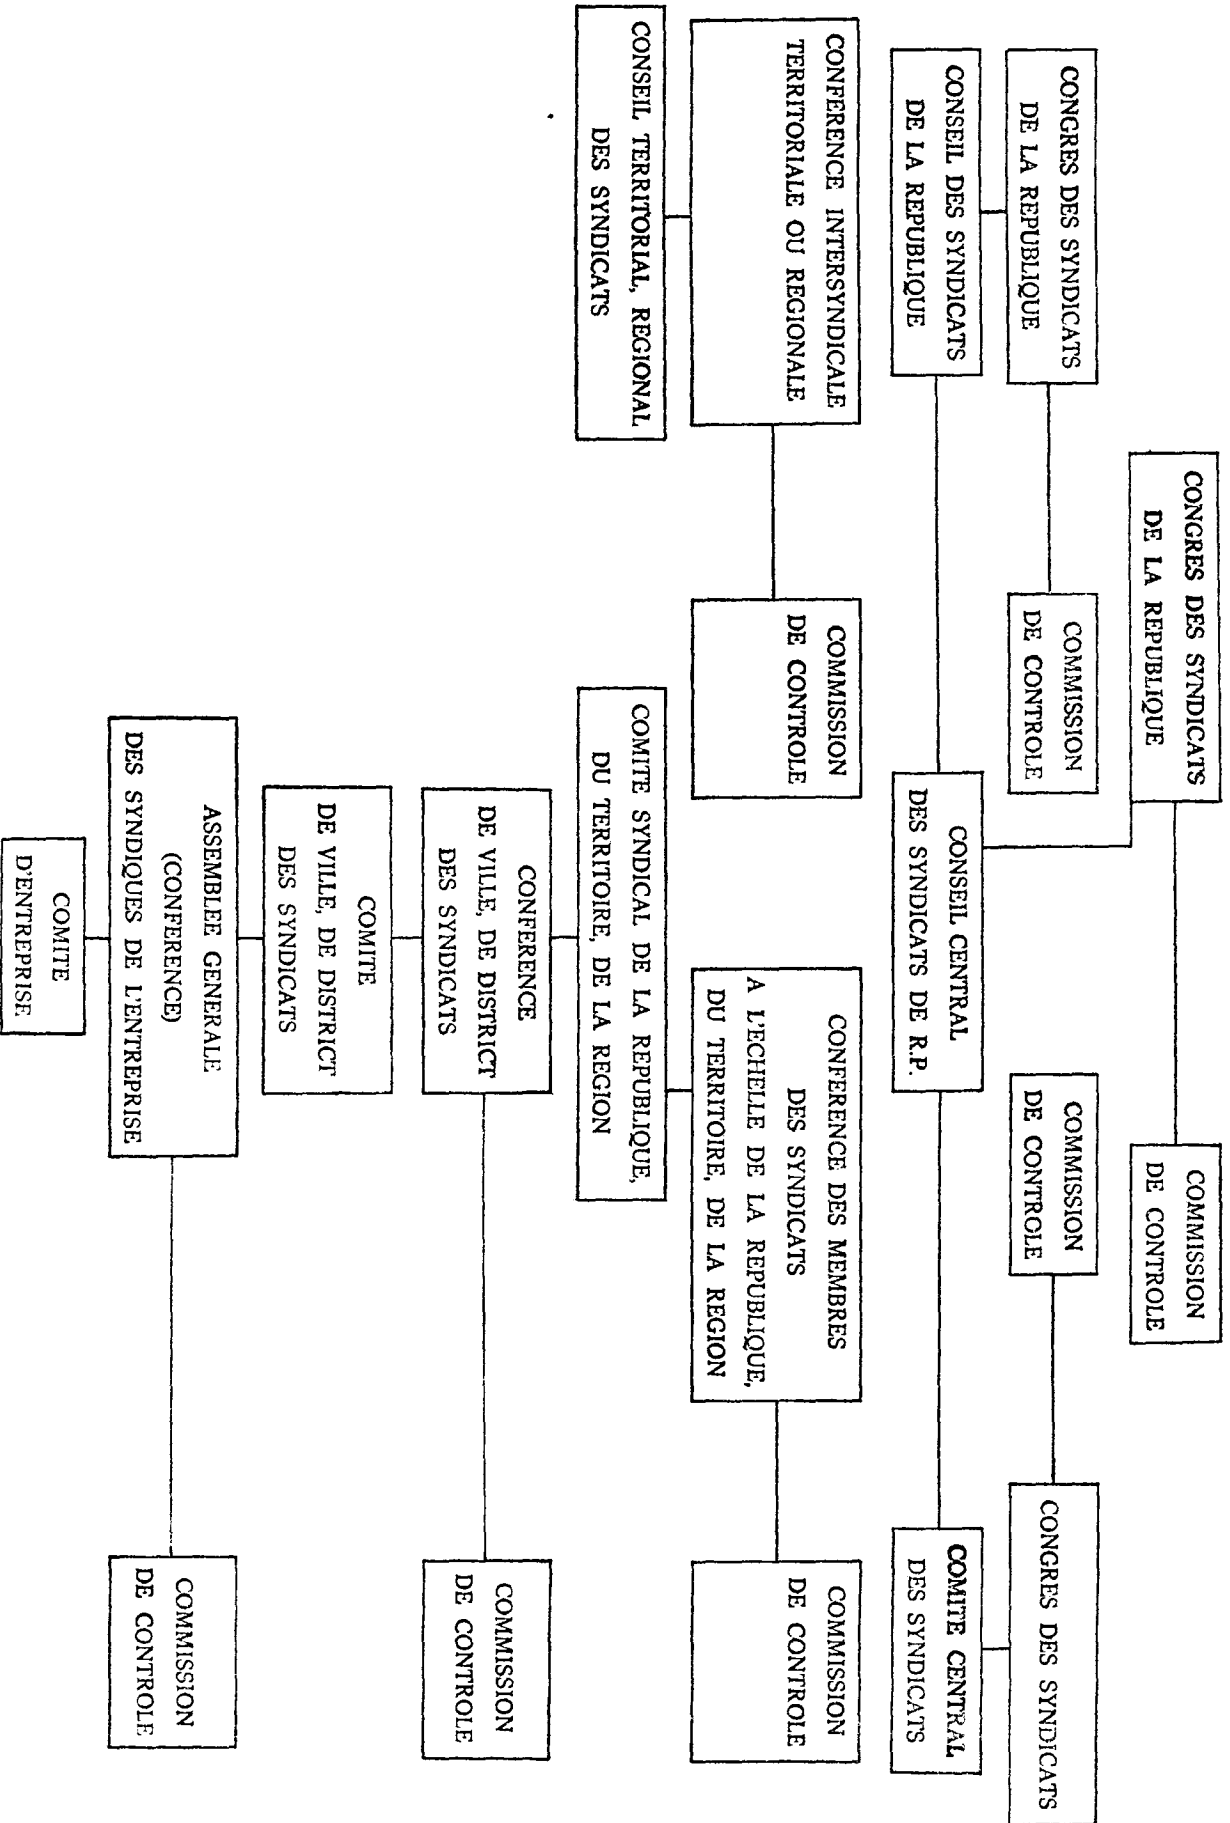 CONGRES DES SYNDICATS
DE LA REPUBLIQUE
COMMISSION
DE CONTROLE
CONGRES DES SYNDICATS
DE LA REPUBLIQUE
COMMISSION
DE CONTROLE
COMMISSION
DE CONTROLE
CONGRES DES SYNDICATS
CONSEIL DES SYNDICATS
DE LA REPUBLIQUE
CONSEIL CENTRAL
DES SYNDICATS DE R.P.
COMITE CENTRAL
DES SYNDICATS
CONFERENCE INTERSYNDICALE
TERRITORIALE OU REGIONALE
COMMISSION
DE CONTROLE
CONFERENCE DES MEMBRES
DES SYNDICATS
A L'ECHELLE DE LA REPUBLIQUE,
DU TERRITOIRE, DE LA REGION
COMMISSION
DE CONTROLE
CONSEIL TERRITORIAL, REGIONAL
DES SYNDICATS
COMITE SYNDICAL DE LA REPUBLIQUE,
DU TERRITOIRE, DE LA REGION
CONFERENCE
DE VILLE, DE DISTRICT
DES SYNDICATS
COMMISSION
DE CONTROLE
COMITE
DE VILLE, DE DISTRICT
DES SYNDICATS
ASSEMBLEE GENERALE
(CONFERENCE)
DES SYNDIQUES DE L'ENTREPRISE
COMMISSION
DE CONTROLE
COMITE
D'ENTREPRISE